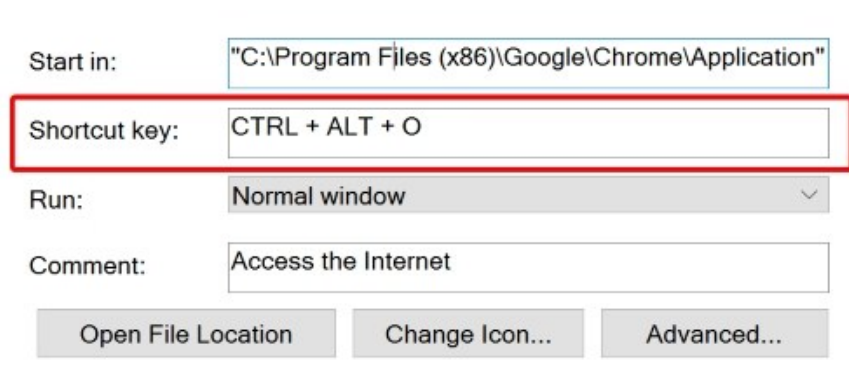 Start in: "C:\Program Files (x86)\Google\Chrome\Application"
Shortcut key: CTRL + ALT + O
Run: Normal window
Comment: Access the Internet
Open File Location Change Icon... Advanced...